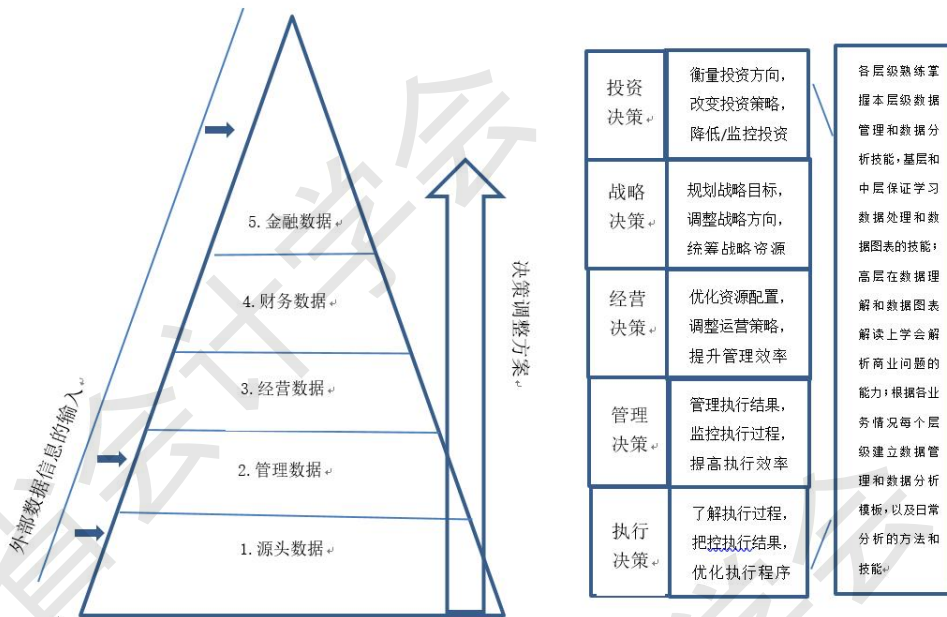 5.金融数据
4.财务数据
3.经营数据
2.管理数据
1.源头数据
外部数据信息的输入
决策调整方案
投资
决策
衡量投资方向，
改变投资策略，
降低/监控投资
战略
决策
规划战略目标，
调整战略方向，
统筹战略资源
经营
决策
优化资源配置，
调整运营策略，
提升管理效率
管理
决策
管理执行结果，
监控执行过程，
提高执行效率
执行
决策
了解执行过程，
把控执行结果，
优化执行程序
各层级熟练掌
握本层级数据
管理和数据分
析技能，基层和
中层保证学习
数据处理和数
据图表的技能；
高层在数据理
解和数据图表
解读上学会解
析商业问题的
能力；根据各业
务情况每个层
级建立数据管
理和数据分析
模板，以及日常
分析的方法和
技能
省会计学会
学会